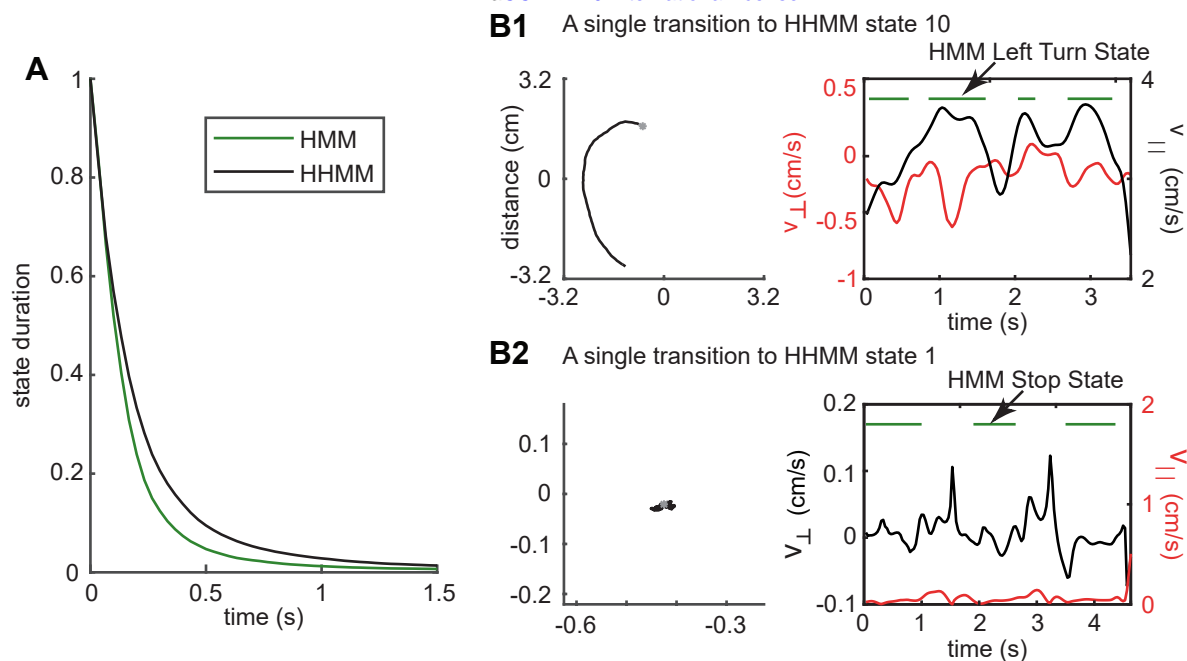 A
1
0.8
0.6
0.4
0.2
0
0
0.5
1
1.5
state duration
time (s)
HMM
HHMM
B1 A single transition to HHMM state 10
3.2
0
-3.2
distance (cm)
-3.2
0
3.2
HMM Left Turn State
0.5
0
-0.5
-1
v⊥(cm/s)
4
2
v|| (cm/s)
0
1
2
3
time (s)
B2 A single transition to HHMM state 1
0.1
0
-0.1
-0.2
-0.6
-0.3
HMM Stop State
0.2
0.1
0
-0.1
V⊥ (cm/s)
2
1
0
V|| (cm/s)
0
1
2
3
4
time (s)